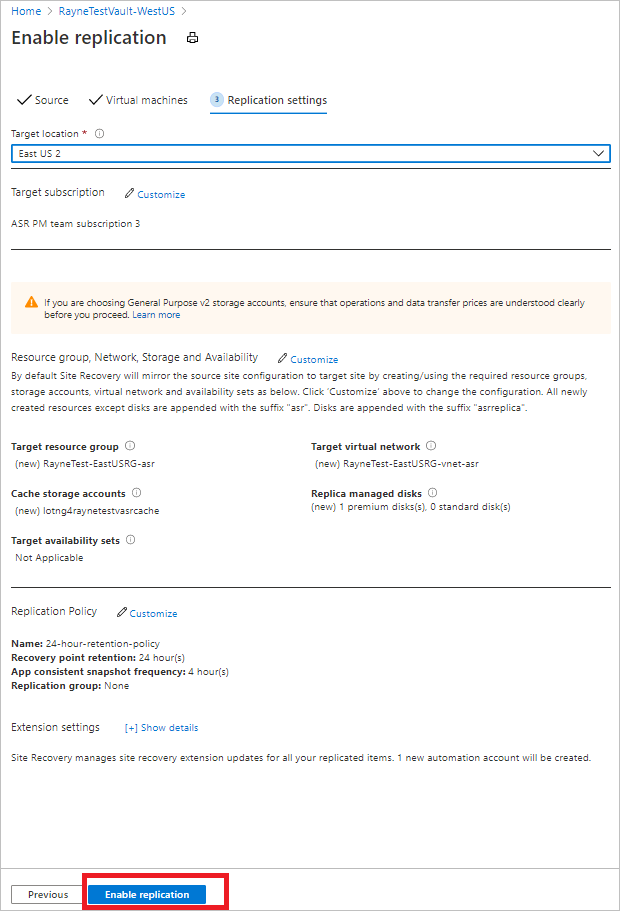 Home > RayneTestVault-WestUS >
Enable replication
Source
Virtual machines
3 Replication settings
Target location *
East US 2
Target subscription Customize
ASR PM team subscription 3
If you are choosing General Purpose v2 storage accounts, ensure that operations and data transfer prices are understood clearly
before you proceed. Learn more
Resource group, Network, Storage and Availability Customize
By default Site Recovery will mirror the source site configuration to target site by creating/using the required resource groups,
storage accounts, virtual network and availability sets as below. Click 'Customize' above to change the configuration. All newly
created resources except disks are appended with the suffix "asr". Disks are appended with the suffix "asrreplica".
Target resource group
(new) RayneTest-EastUSRG-asr
Target virtual network
(new) RayneTest-EastUSRG-vnet-asr
Cache storage accounts
(new) lotng4raynetestvasrcache
Replica managed disks
(new) 1 premium disks(s), 0 standard disk(s)
Target availability sets
Not Applicable
Replication Policy Customize
Name: 24-hour-retention-policy
Recovery point retention: 24 hour(s)
App consistent snapshot frequency: 4 hour(s)
Replication group: None
Extension settings [+] Show details
Site Recovery manages site recovery extension updates for all your replicated items. 1 new automation account will be created.
Previous
Enable replication